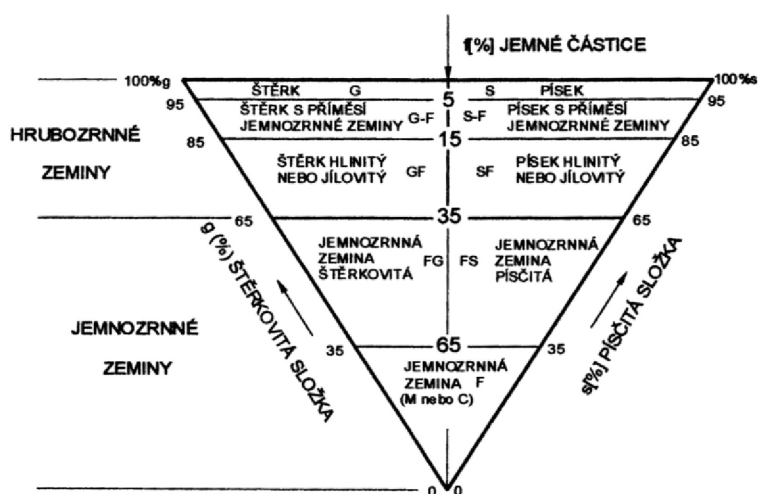 f[%] JEMNÉ ČÁSTICE
100%g
100%s
ŠTĚRK G
S PÍSEK
95
5
95
ŠTĚRK S PŘÍMĚSÍ
JEMNOZRNNÉ ZEMINY G-F
S-F PÍSEK S PŘÍMĚSÍ
JEMNOZRNNÉ ZEMINY
85
15
85
HRUBOZRNNÉ
ZEMINY
ŠTĚRK HLINITÝ
NEBO JÍLOVITÝ GF
SF PÍSEK HLINITÝ
NEBO JÍLOVITÝ
65
35
65
JEMNOZRNNÁ
ZEMINA FG
ŠTĚRKOVITÁ
JEMNOZRNNÁ
FS ZEMINA
PÍSČITÁ
g (%) ŠTĚRKOVITÁ SLOŽKA
s[%] PÍSČITÁ SLOŽKA
JEMNOZRNNÉ
ZEMINY
35
65
35
JEMNOZRNNÁ
ZEMINA F
(M nebo C)
0
0